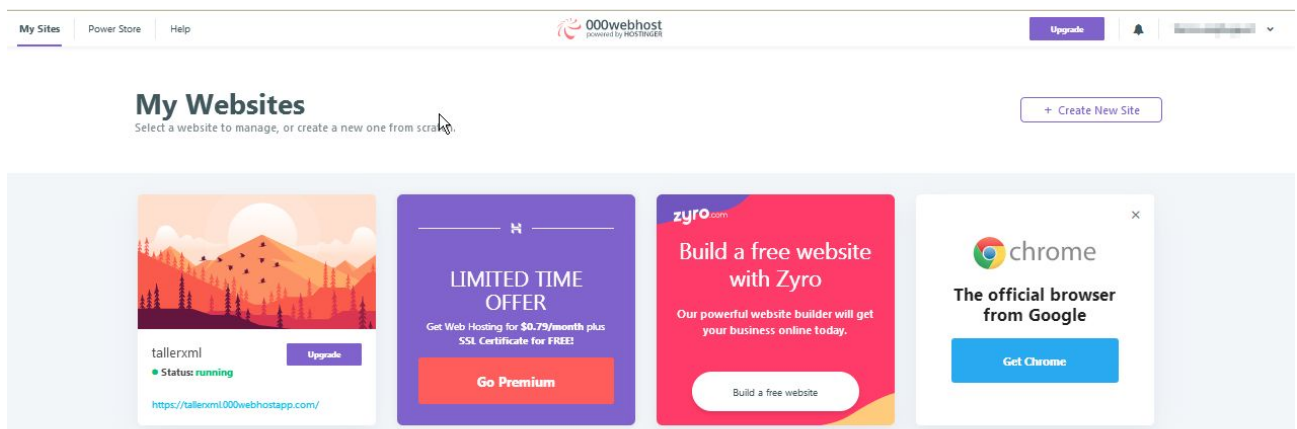 My Sites
Power Store
Help
000webhost
powered by HOSTINGER
Upgrade
My Websites
Select a website to manage, or create a new one from scratch.
+ Create New Site
tallerxml
Upgrade
Status: running
https://tallerxml.000webhostapp.com/
LIMITED TIME
OFFER
Get Web Hosting for $0.79/month plus
SSL Certificate for FREE!
Go Premium
zyro.com
Build a free website
with Zyro
Our powerful website builder will get
your business online today.
Build a free website
chrome
The official browser
from Google
Get Chrome